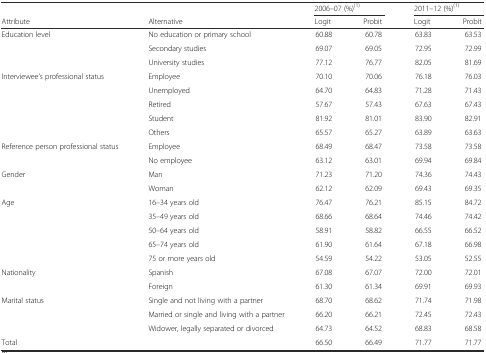 2006–07 (%)(1) 2011–12 (%)(1)
Attribute Alternative Logit Probit Logit Probit
Education level No education or primary school 60.88 60.78 63.83 63.53
Secondary studies 69.07 69.05 72.95 72.99
University studies 77.12 76.77 82.05 81.69
Interviewee's professional status Employee 70.10 70.06 76.18 76.03
Unemployed 64.70 64.83 71.28 71.43
Retired 57.67 57.43 67.63 67.43
Student 81.92 81.01 83.90 82.91
Others 65.57 65.27 63.89 63.63
Reference person professional status Employee 68.49 68.47 73.58 73.58
No employee 63.12 63.01 69.94 69.84
Gender Man 71.23 71.20 74.36 74.43
Woman 62.12 62.09 69.43 69.35
Age 16–34 years old 76.47 76.21 85.15 84.72
35–49 years old 68.66 68.64 74.46 74.42
50–64 years old 58.91 58.82 66.55 66.52
65–74 years old 61.90 61.64 67.18 66.98
75 or more years old 54.59 54.22 53.05 52.55
Nationality Spanish 67.08 67.07 72.00 72.01
Foreign 61.30 61.34 69.91 69.93
Marital status Single and not living with a partner 68.70 68.62 71.74 71.98
Married or single and living with a partner 66.20 66.21 72.45 72.43
Widower, legally separated or divorced 64.73 64.52 68.83 68.58
Total 66.50 66.49 71.77 71.77